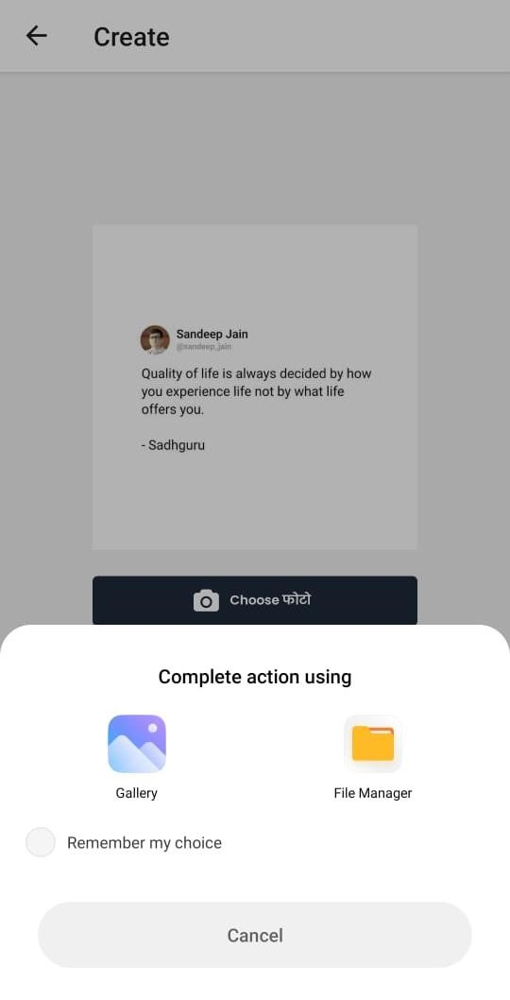 Create
Sandeep Jain
@sandeep_jain
Quality of life is always decided by how
you experience life not by what life
offers you.
- Sadhguru
Choose फोटो
Complete action using
Gallery
File Manager
Remember my choice
Cancel